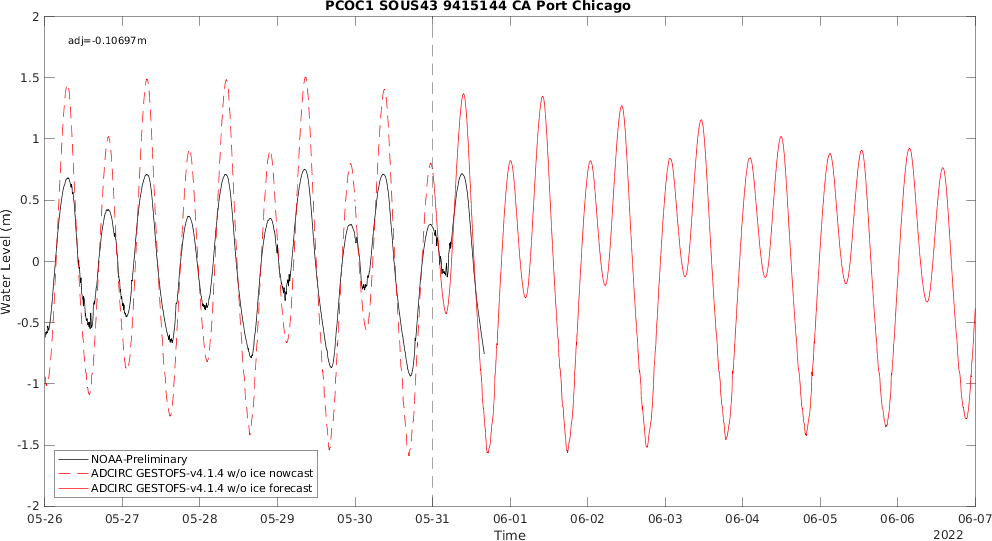 PCOC1 SOUS43 9415144 CA Port Chicago
adj=-0.10697m
2
1.5
1
0.5
0
-0.5
-1
-1.5
-2
Water Level (m)
NOAA-Preliminary
ADCIRC GESTOFS-v4.1.4 w/o ice nowcast
ADCIRC GESTOFS-v4.1.4 w/o ice forecast
05-26 05-27 05-28 05-29 05-30 05-31 06-01 06-02 06-03 06-04 06-05 06-06 06-07
Time
2022